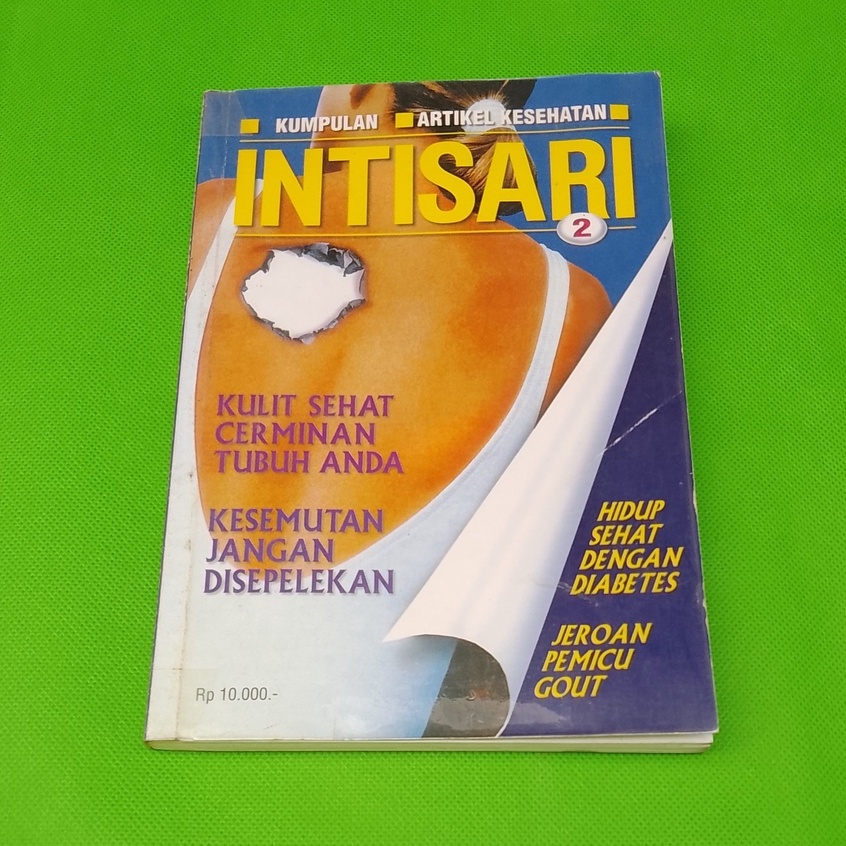 KUMPULAN ARTIKEL KESEHATAN
INTISARI
2
KULIT SEHAT
CERMINAN
TUBUH ANDA
KESEMUTAN
JANGAN
DISEPELEKAN
HIDUP
SEHAT
DENGAN
DIABETES
JEROAN
PEMICU
GOUT
Rp 10.000.-